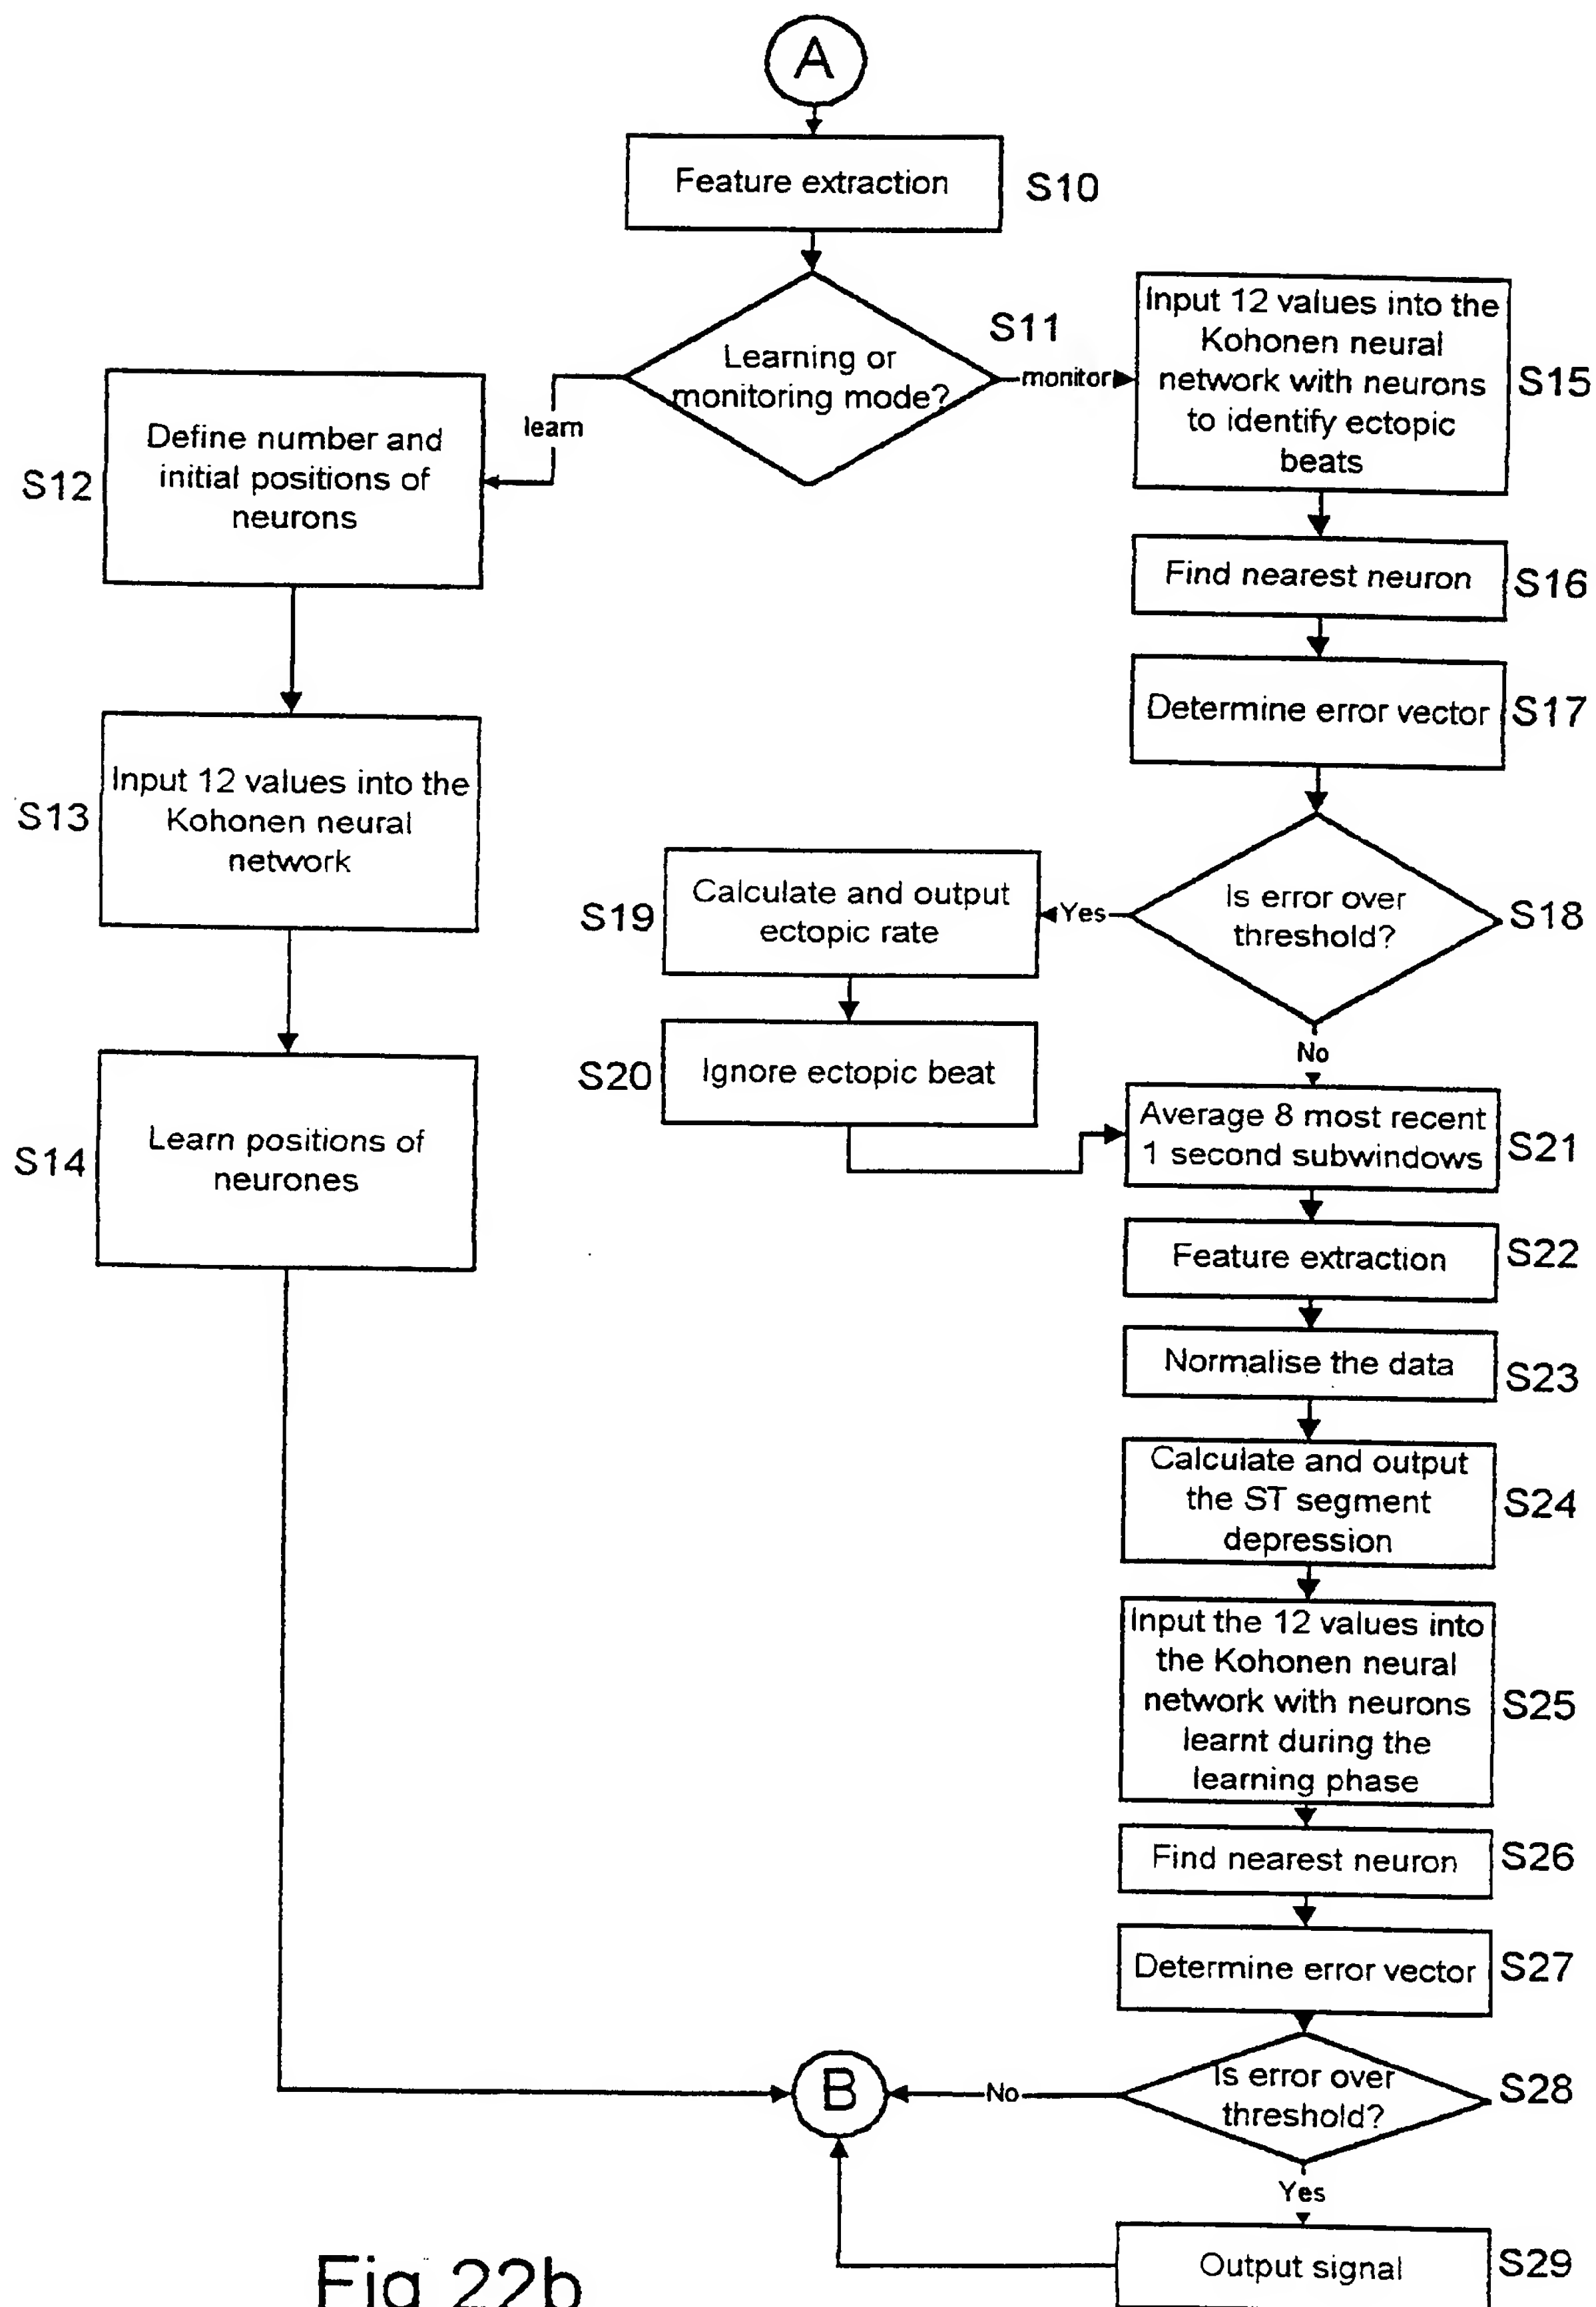 A
Feature extraction
S10
Learning or
monitoring mode?
S11
learn
monitor
Define number and
initial positions of
neurons
S12
Input 12 values into the
Kohonen neural
network
S13
Learn positions of
neurones
S14
Input 12 values into the
Kohonen neural
network with neurons
to identify ectopic
beats
S15
Find nearest neuron
S16
Determine error vector
S17
Is error over
threshold?
S18
Yes
Calculate and output
ectopic rate
S19
Ignore ectopic beat
S20
No
Average 8 most recent
1 second subwindows
S21
Feature extraction
S22
Normalise the data
S23
Calculate and output
the ST segment
depression
S24
Input the 12 values into
the Kohonen neural
network with neurons
learnt during the
learning phase
S25
Find nearest neuron
S26
Determine error vector
S27
Is error over
threshold?
S28
No
B
Yes
Output signal
S29
Fig 22b